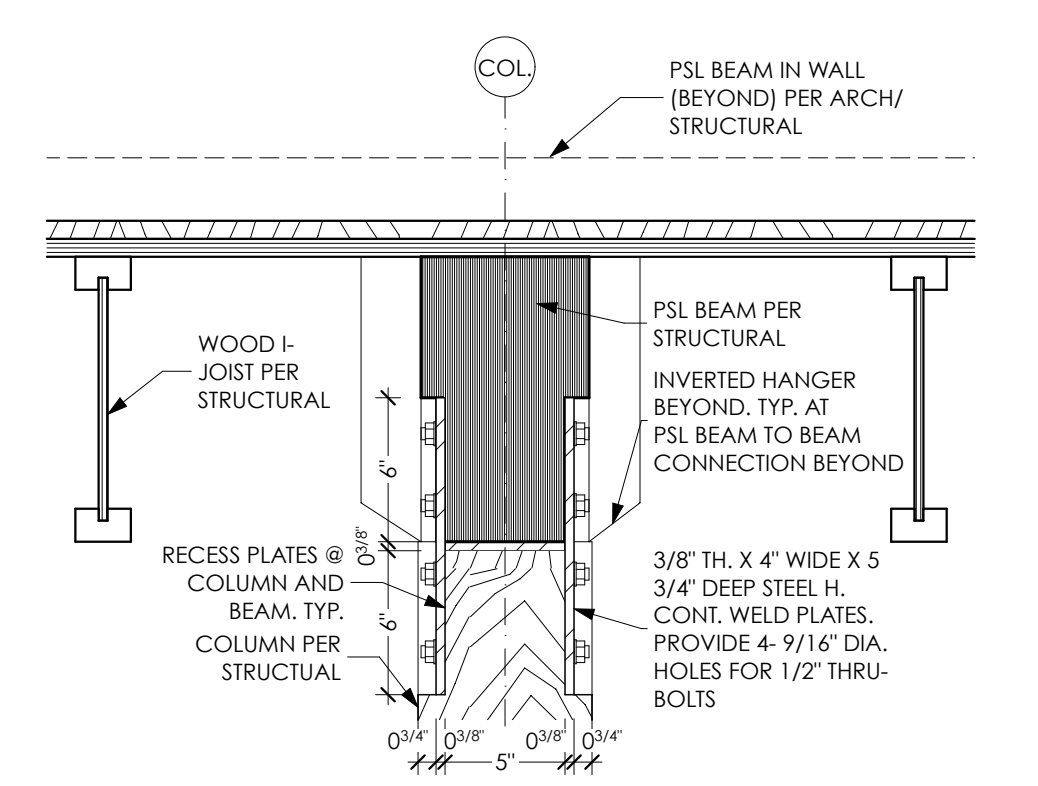 COL.
PSL BEAM IN WALL
(BEYOND) PER ARCH/
STRUCTURAL
PSL BEAM PER
STRUCTURAL
WOOD I-
JOIST PER
STRUCTURAL
INVERTED HANGER
BEYOND. TYP. AT
PSL BEAM TO BEAM
CONNECTION BEYOND
6"
0 3/8"
6"
RECESS PLATES @
COLUMN AND
BEAM. TYP.
COLUMN PER
STRUCTUAL
3/8" TH. X 4" WIDE X 5
3/4" DEEP STEEL H.
CONT. WELD PLATES.
PROVIDE 4- 9/16" DIA.
HOLES FOR 1/2" THRU-
BOLTS
0 3/4" 0 3/8" 0 3/8" 0 3/4"
5"